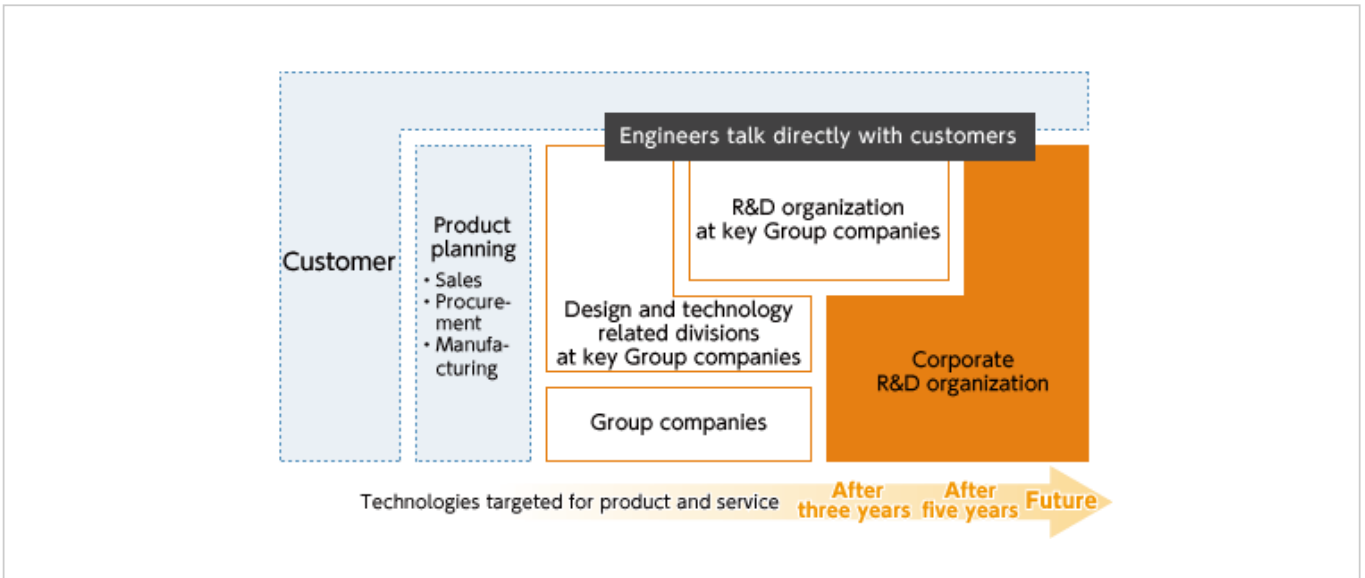 Engineers talk directly with customers
Customer
Product
planning
・Sales
・Procure-
ment
・Manufa-
cturing
R&D organization
at key Group companies
Design and technology
related divisions
at key Group companies
Group companies
Corporate
R&D organization
Technologies targeted for product and service
After
three years
After
five years
Future